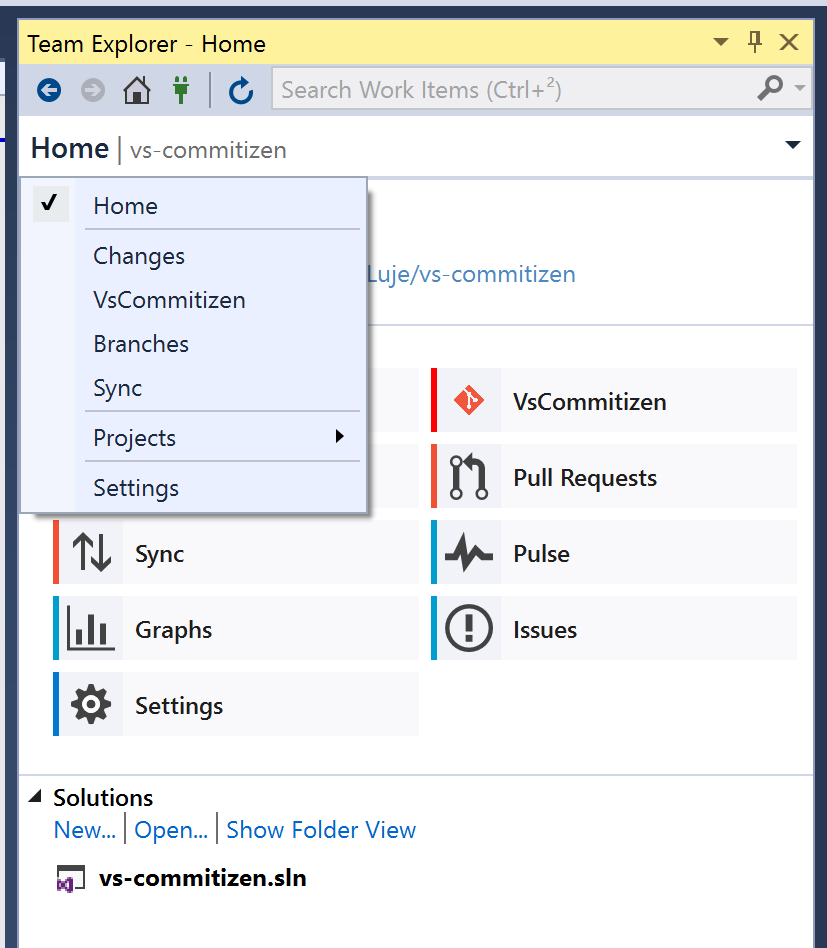 Team Explorer - Home
Search Work Items (Ctrl+²)
Home | vs-commitizen
Home
Changes
Luje/vs-commitizen
VsCommitizen
Branches
Sync
VsCommitizen
Projects
Pull Requests
Settings
Sync
Pulse
Graphs
Issues
Settings
Solutions
New... | Open... | Show Folder View
vs-commitizen.sln